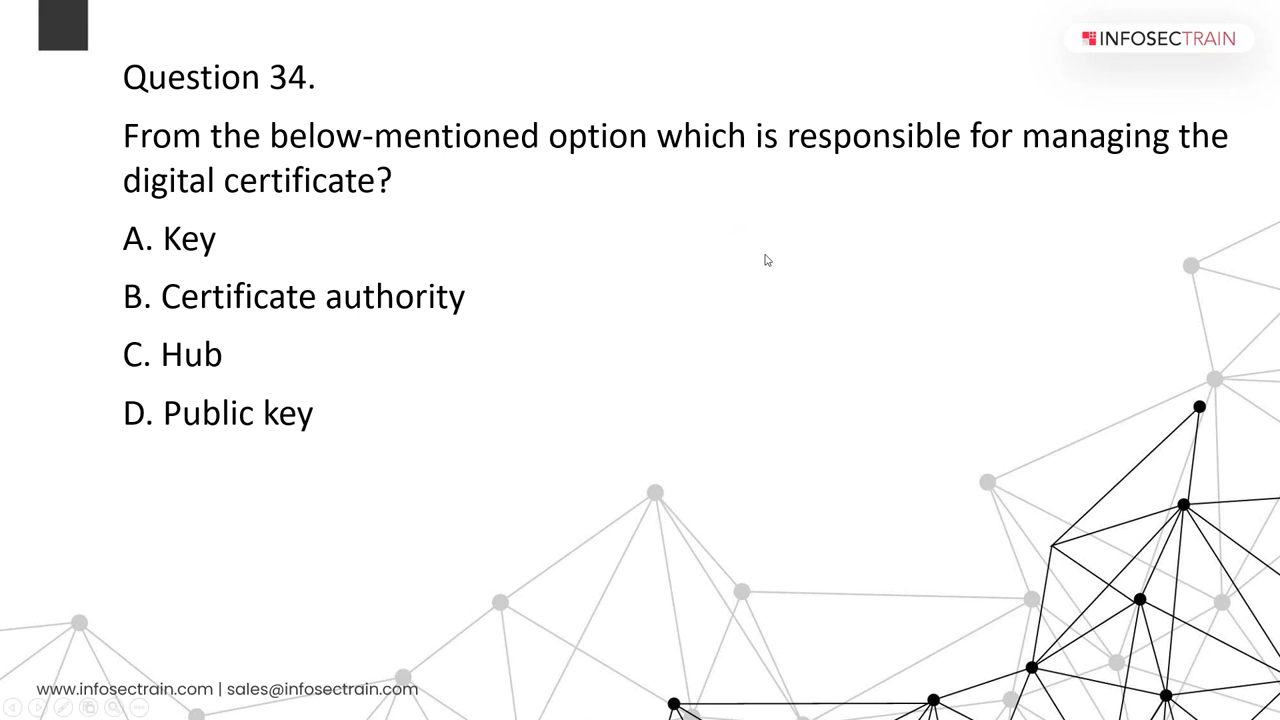 INFOSECTRAIN
Question 34.
From the below-mentioned option which is responsible for managing the
digital certificate?
A. Key
B. Certificate authority
C. Hub
D. Public key
www.infosectrain.com | sales@infosectrain.com